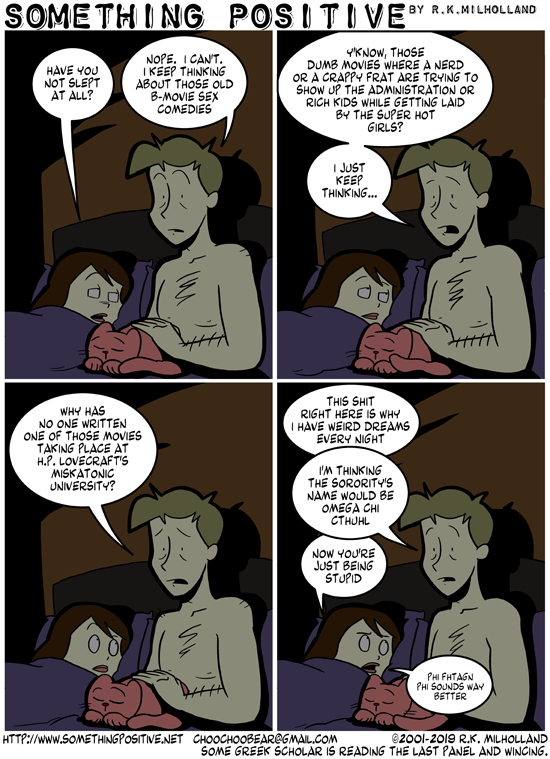 SOMETHING POSITIVE BY R.K.MILHOLLAND
HAVE YOU
NOT SLEPT
AT ALL?
NOPE. I CAN'T.
I KEEP THINKING
ABOUT THOSE OLD
B-MOVIE SEX
COMEDIES
Y'KNOW, THOSE
DUMB MOVIES WHERE A NERD
OR A CRAPPY FRAT ARE TRYING TO
SHOW UP THE ADMINISTRATION OR
RICH KIDS WHILE GETTING LAID
BY THE SUPER HOT
GIRLS?
I JUST
KEEP
THINKING...
WHY HAS
NO ONE WRITTEN
ONE OF THOSE MOVIES
TAKING PLACE AT
H.P. LOVECRAFT'S
MISKATONIC
UNIVERSITY?
THIS SHIT
RIGHT HERE IS WHY
I HAVE WEIRD DREAMS
EVERY NIGHT
I'M THINKING
THE SORORITY'S
NAME WOULD BE
OMEGA CHI
CTHUHL
NOW YOU'RE
JUST BEING
STUPID
PHI FHTAGN
PHI SOUNDS WAY
BETTER
HTTP://WWW.SOMETHINGPOSITIVE.NET CHOOCHOOBEAR@GMAIL.COM ©2001-2019 R.K. MILHOLLAND
SOME GREEK SCHOLAR IS READING THE LAST PANEL AND WINCING.